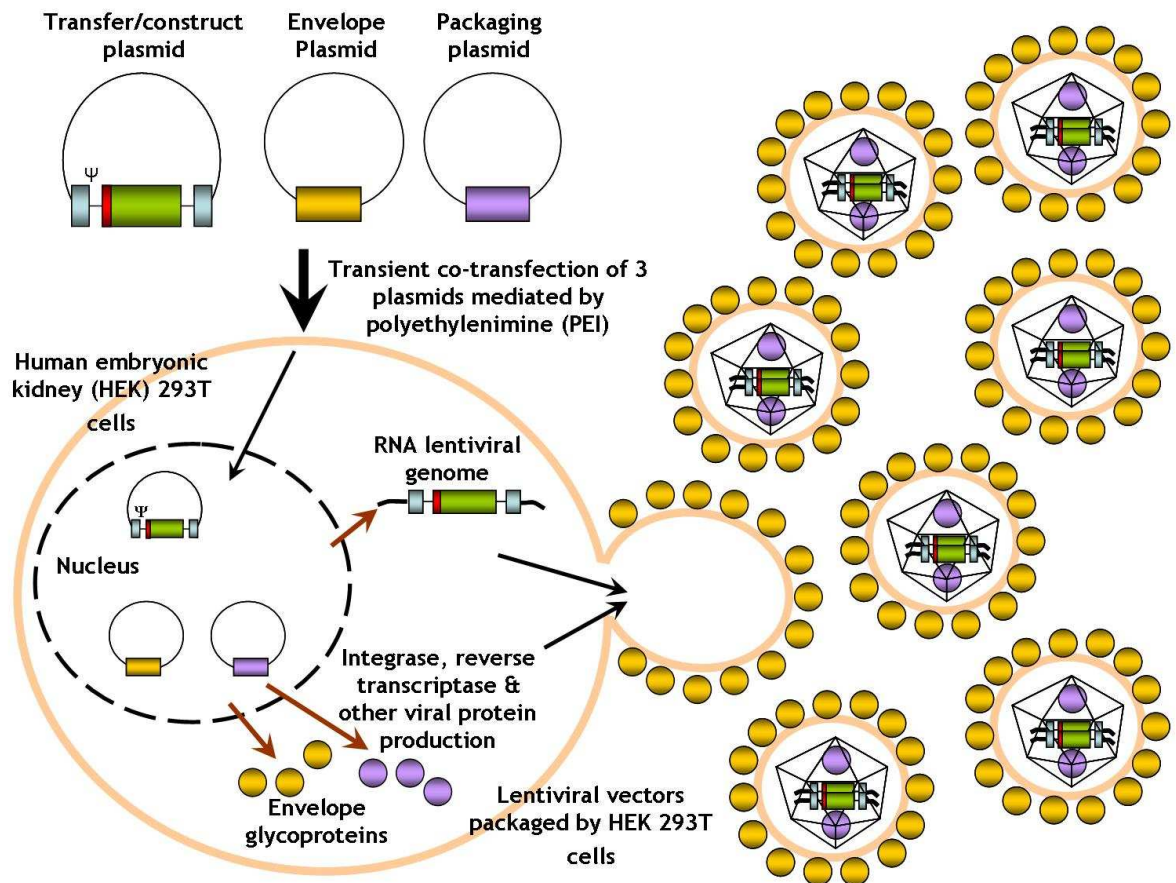 Transfer/construct
plasmid
Envelope
Plasmid
Packaging
plasmid
Ψ
Transient co-transfection of 3
plasmids mediated by
polyethylenimine (PEI)
Human embryonic
kidney (HEK) 293T
cells
RNA lentiviral
genome
Ψ
Nucleus
Integrase, reverse
transcriptase &
other viral protein
production
Envelope
glycoproteins
Lentiviral vectors
packaged by HEK 293T
cells